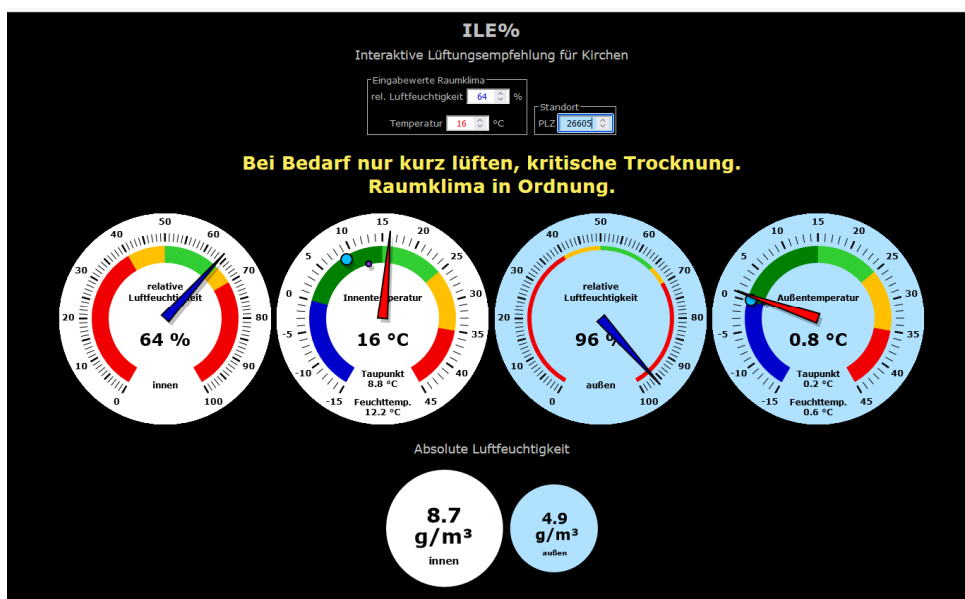 ILE%
Interaktive Lüftungsempfehlung für Kirchen
Eingabewerte Raumklima
rel. Luftfeuchtigkeit 64 %
Temperatur 16 °C
Standort
PLZ 26605
Bei Bedarf nur kurz lüften, kritische Trocknung.
Raumklima in Ordnung.
0 10 20 30 40 50 60 70 80 90 100
relative
Luftfeuchtigkeit
64 %
innen
-15 -10 -5 0 5 10 15 20 25 30 35 40 45
Innentemperatur
16 °C
Taupunkt
8.8 °C
Feuchttemp.
12.2 °C
0 10 20 30 40 50 60 70 80 90 100
relative
Luftfeuchtigkeit
96 %
außen
-15 -10 -5 0 5 10 15 20 25 30 35 40 45
Außentemperatur
0.8 °C
Taupunkt
0.2 °C
Feuchttemp.
0.6 °C
Absolute Luftfeuchtigkeit
8.7
g/m³
innen
4.9
g/m³
außen